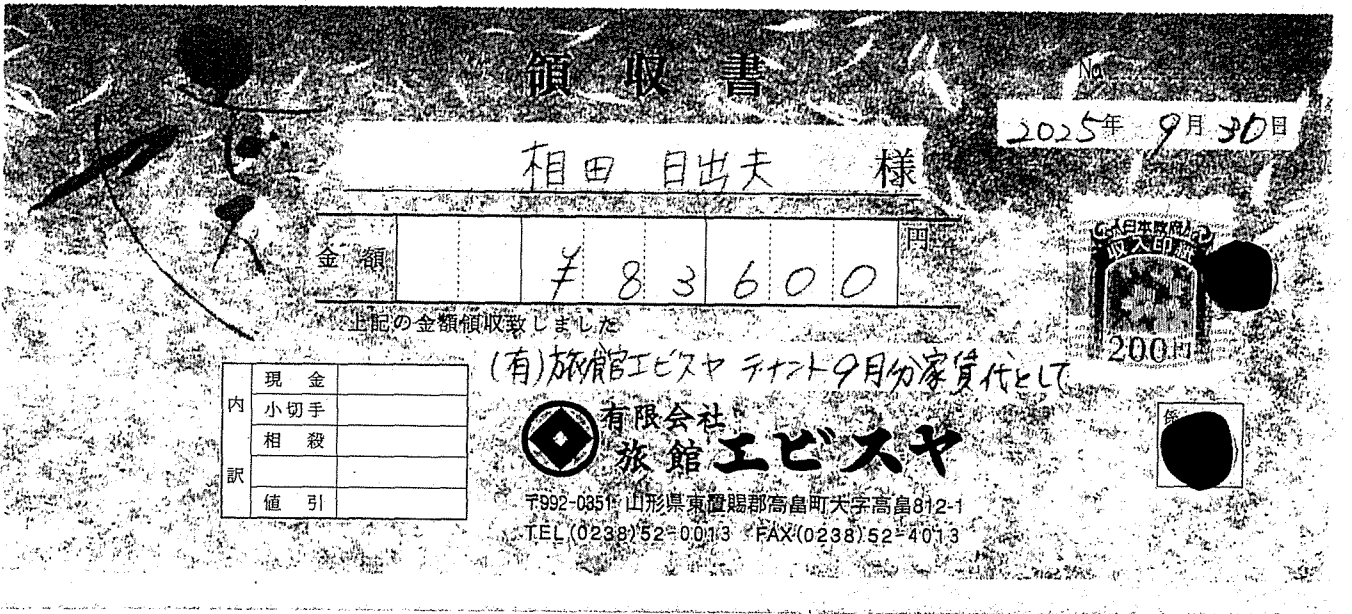 領収書
No.
2025年 9月 30日
相田 日出夫 様
金額 ¥83600 円
上記の金額領収致しました
(有)旅館エビスヤ テナント9月分家賃代として
日本政府
収入印紙
200円
内訳
現金
小切手
相殺
値引
有限会社
旅館 エビスヤ
〒992-0351 山形県東置賜郡高畠町大字高畠812-1
TEL(0238)52-0013 FAX(0238)52-4013
係